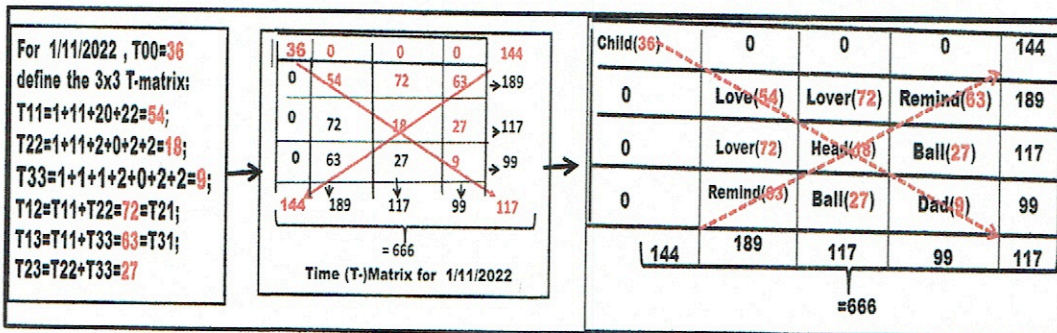 For 1/11/2022 , T00=36
define the 3x3 T-matrix:
T11=1+11+20+22=54;
T22=1+11+2+0+2+2=18;
T33=1+1+1+2+0+2+2=9;
T12=T11+T22=72=T21;
T13=T11+T33=63=T31;
T23=T22+T33=27
36 0 0 0 144
0 54 72 63 189
0 72 18 27 117
0 63 27 9 99
144 189 117 99 117
=666
Time (T-)Matrix for 1/11/2022
Child(36) 0 0 0 144
0 Love(54) Lover(72) Remind(63) 189
0 Lover(72) Head(18) Ball(27) 117
0 Remind(63) Ball(27) Dad(9) 99
144 189 117 99 117
=666